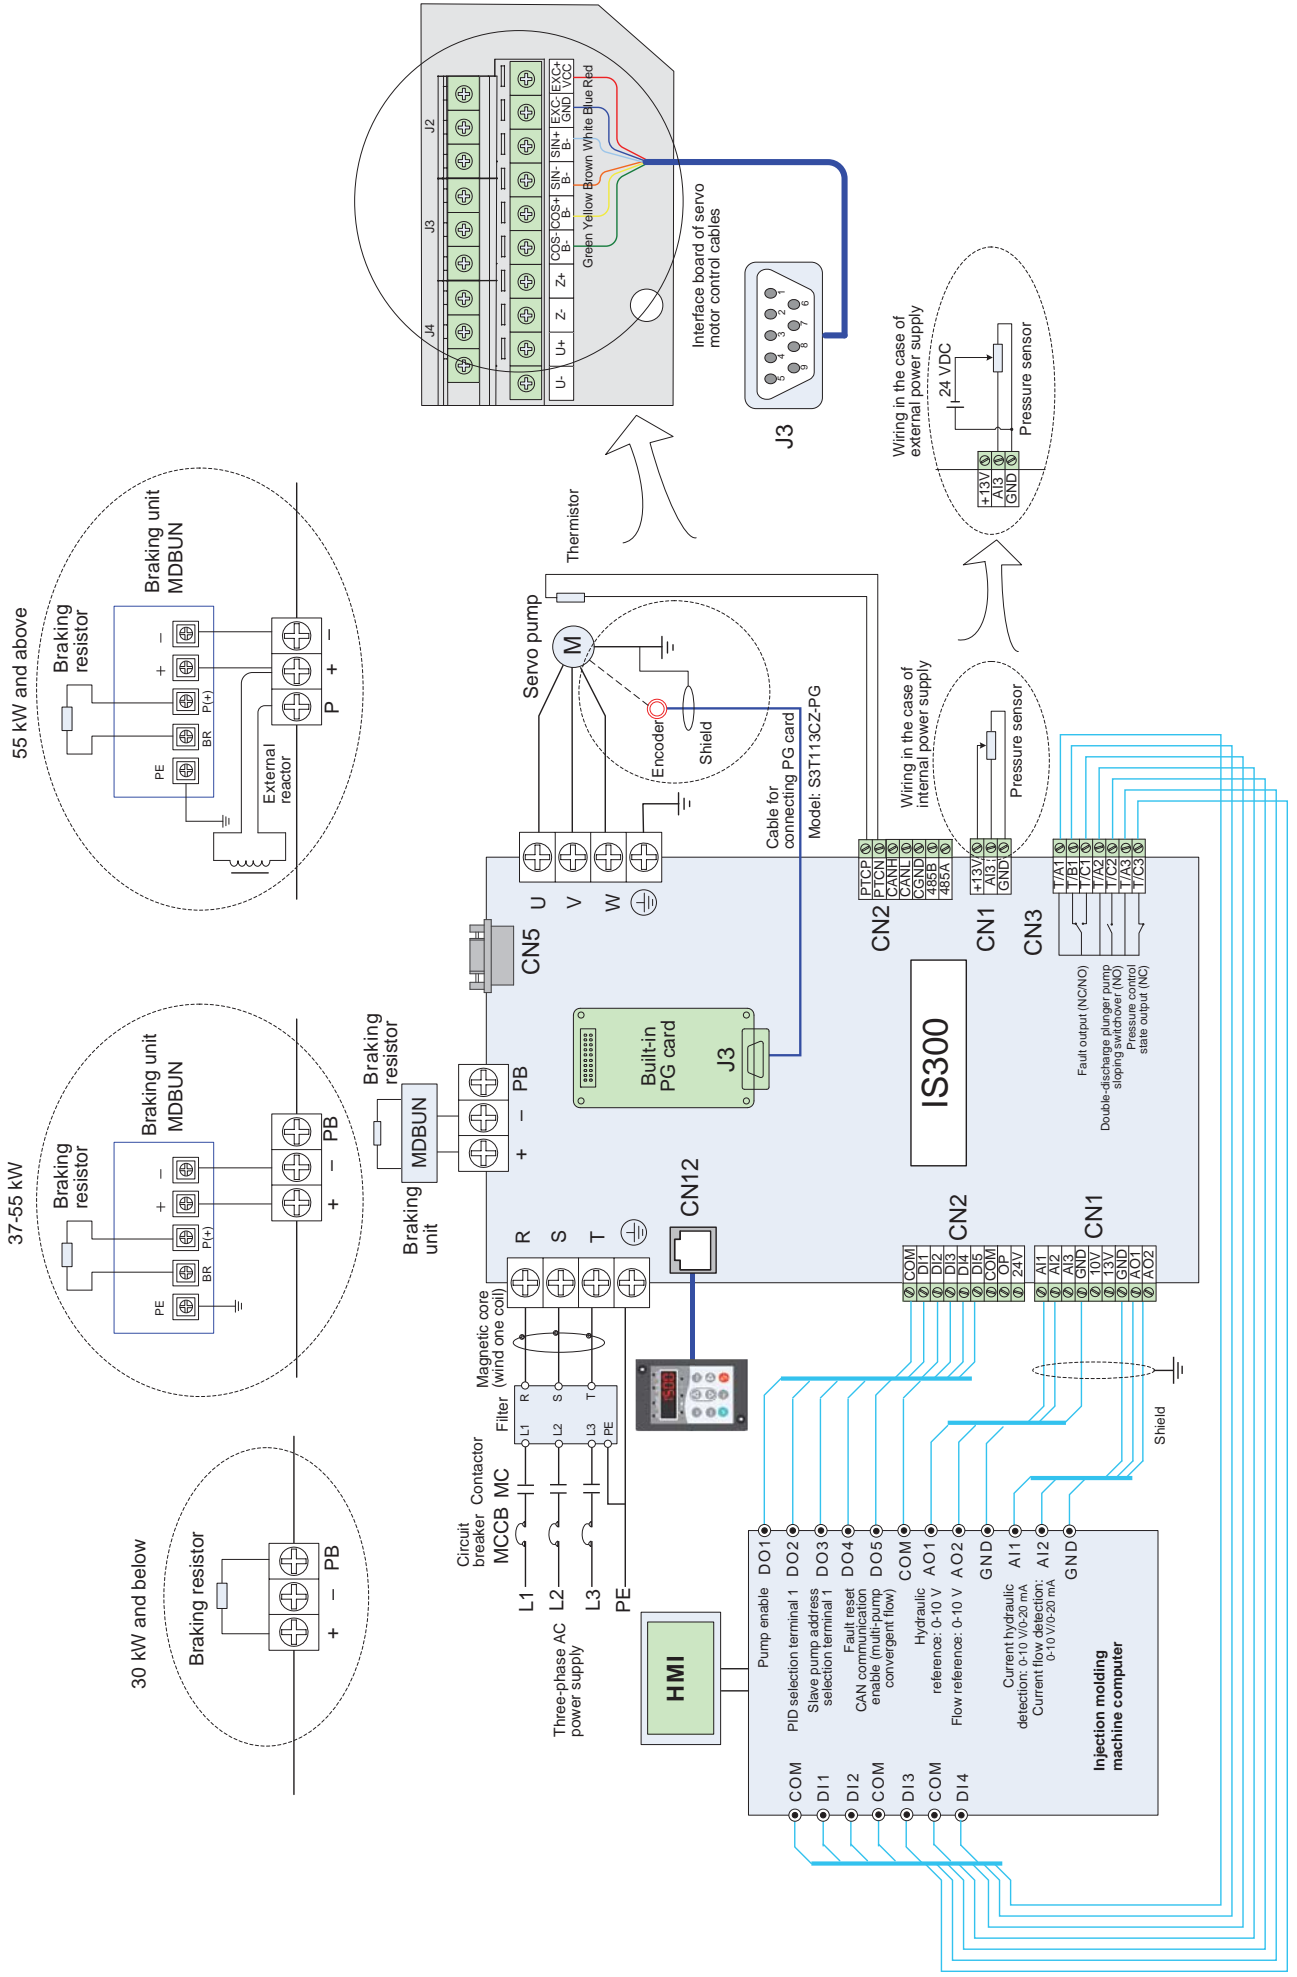 30 kW and below
Braking resistor
+
−
PB
37-55 kW
Braking
resistor
Braking unit
MDBUN
PE
BR
P(+)
+
−
+
−
PB
55 kW and above
Braking
resistor
Braking unit
MDBUN
PE
BR
P(+)
+
−
External
reactor
P
+
−
J4
J3
J2
U-
U+
Z-
Z+
COS-
B-
COS+
B-
SIN-
B-
SIN+
B-
EXC-
GND
EXC+
VCC
Green Yellow Brown White Blue Red
Interface board of servo
motor control cables
J3
5
4
3
2
1
9
8
7
6
Three-phase AC
power supply
L1
L2
L3
PE
Circuit
breaker
MCCB
Contactor
MC
Filter
L1
L2
L3
PE
R
S
T
Magnetic core
(wind one coil)
R
S
T
Braking
unit
MDBUN
Braking
resistor
+
−
PB
CN5
CN12
Built-in
PG card
J3
IS300
U
V
W
Servo pump
M
Thermistor
Encoder
Shield
Cable for
connecting PG card
Model: S3T113CZ-PG
CN2
PTCP
PTCN
CANH
CANL
CGND
485B
485A
CN1
+13V
AI3
GND
Wiring in the case of
internal power supply
Pressure sensor
Wiring in the case of
external power supply
24 VDC
+13V
AI3
GND
Pressure sensor
CN3
T/A1
T/B1
T/C1
T/A2
T/C2
T/A3
T/C3
Fault output (NC/NO)
Double-discharge plunger pump
sloping switchover (NO)
Pressure control
state output (NC)
CN2
COM
DI1
DI2
DI3
DI4
DI5
COM
OP
24V
CN1
AI1
AI2
AI3
GND
10V
13V
GND
AO1
AO2
Shield
HMI
Pump enable
DO1
PID selection terminal 1
DO2
Slave pump address
selection terminal 1
DO3
Fault reset
DO4
CAN communication
enable (multi-pump
convergent flow)
DO5
COM
Hydraulic
reference: 0-10 V
AO1
Flow reference: 0-10 V
AO2
GND
Current hydraulic
detection: 0-10 V/0-20 mA
AI1
Current flow detection:
0-10 V/0-20 mA
AI2
GND
COM
DI1
DI2
COM
DI3
COM
DI4
Injection molding
machine computer